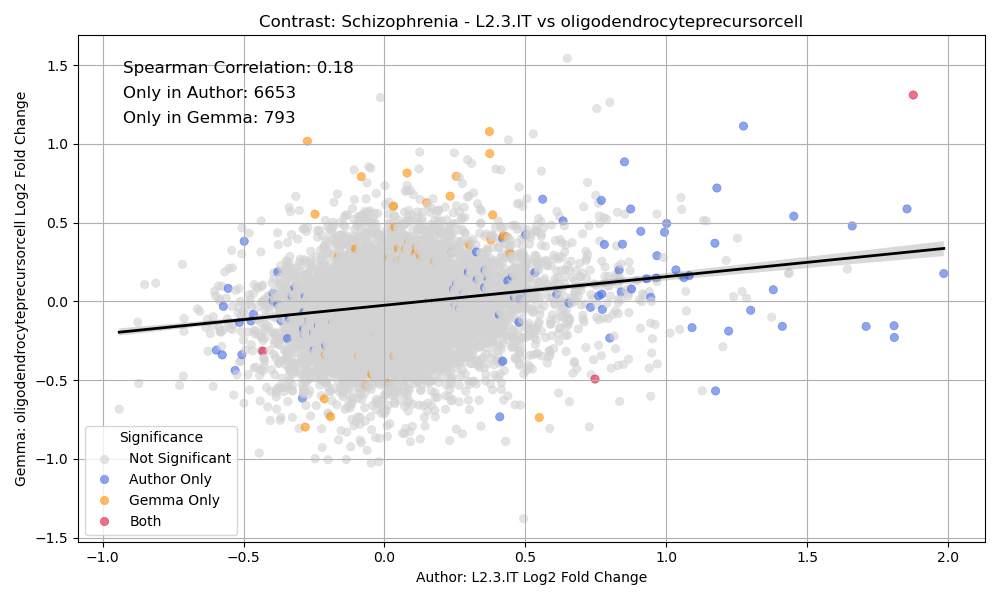 Contrast: Schizophrenia - L2.3.IT vs oligodendrocyteprecursorcell
Spearman Correlation: 0.18
Only in Author: 6653
Only in Gemma: 793
Gemma: oligodendrocyteprecursorcell Log2 Fold Change
1.5
1.0
0.5
0.0
−0.5
−1.0
−1.5
Significance
Not Significant
Author Only
Gemma Only
Both
−1.0
−0.5
0.0
0.5
1.0
1.5
2.0
Author: L2.3.IT Log2 Fold Change